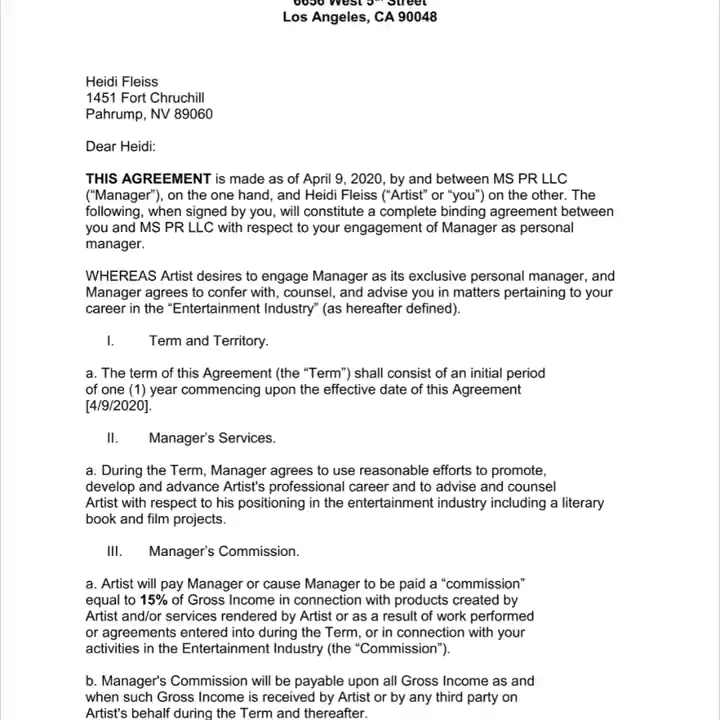 6656 West 5th Street
Los Angeles, CA 90048
Heidi Fleiss
1451 Fort Chruchill
Pahrump, NV 89060
Dear Heidi:
THIS AGREEMENT is made as of April 9, 2020, by and between MS PR LLC
(“Manager”), on the one hand, and Heidi Fleiss (“Artist” or “you”) on the other. The
following, when signed by you, will constitute a complete binding agreement between
you and MS PR LLC with respect to your engagement of Manager as personal
manager.
WHEREAS Artist desires to engage Manager as its exclusive personal manager, and
Manager agrees to confer with, counsel, and advise you in matters pertaining to your
career in the “Entertainment Industry” (as hereafter defined).
I. Term and Territory.
a. The term of this Agreement (the “Term”) shall consist of an initial period
of one (1) year commencing upon the effective date of this Agreement
[4/9/2020].
II. Manager’s Services.
a. During the Term, Manager agrees to use reasonable efforts to promote,
develop and advance Artist's professional career and to advise and counsel
Artist with respect to his positioning in the entertainment industry including a literary
book and film projects.
III. Manager’s Commission.
a. Artist will pay Manager or cause Manager to be paid a “commission”
equal to 15% of Gross Income in connection with products created by
Artist and/or services rendered by Artist or as a result of work performed
or agreements entered into during the Term, or in connection with your
activities in the Entertainment Industry (the “Commission”).
b. Manager's Commission will be payable upon all Gross Income as and
when such Gross Income is received by Artist or by any third party on
Artist's behalf during the Term and thereafter.